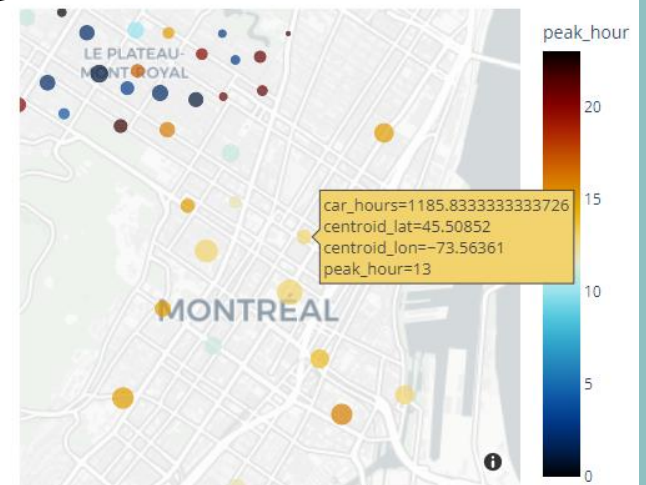 peak_hour
LE PLATEAU-
MONT-ROYAL
20
car_hours=1185.8333333333726
centroid_lat=45.50852
centroid_lon=−73.56361
peak_hour=13
15
10
MONTRÉAL
5
0
i